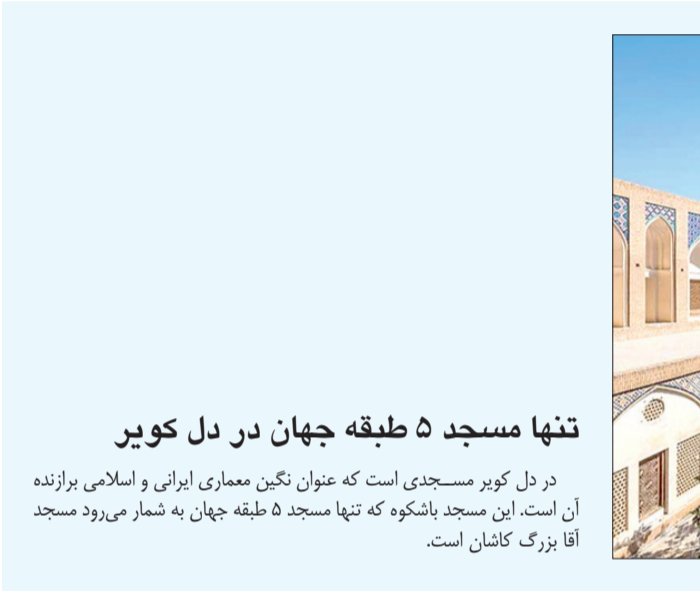 تنها مسجد ۵ طبقه جهان در دل کویر
در دل کویر مسجدی است که عنوان نگین معماری ایرانی و اسلامی برازنده
آن است. این مسجد باشکوه که تنها مسجد ۵ طبقه جهان به شمار می‌رود مسجد
آقا بزرگ کاشان است.